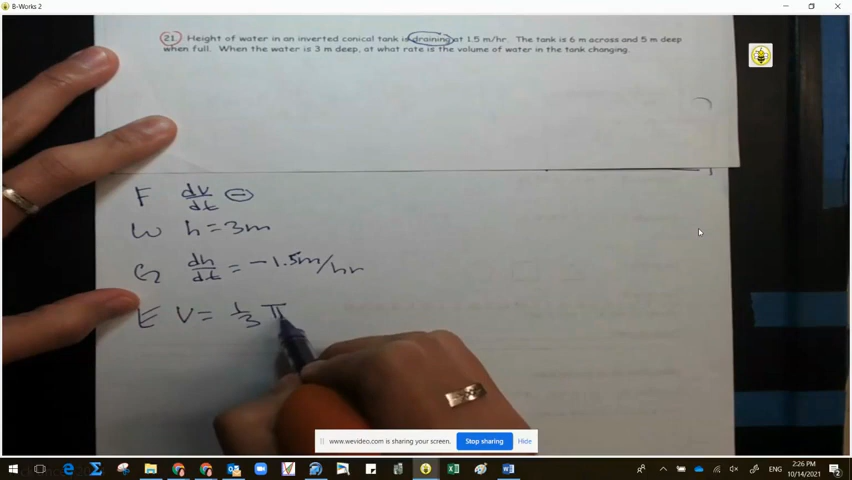 B-Works 2
21. Height of water in an inverted conical tank is draining at 1.5 m/hr. The tank is 6 m across and 5 m deep
when full. When the water is 3 m deep, at what rate is the volume of water in the tank changing.
F dV/dt ⊖
W h = 3m
G dh/dt = -1.5m/hr
E V = 1/3 π
www.wevideo.com is sharing your screen. Stop sharing Hide
ENG
2:26 PM
10/14/2021
2